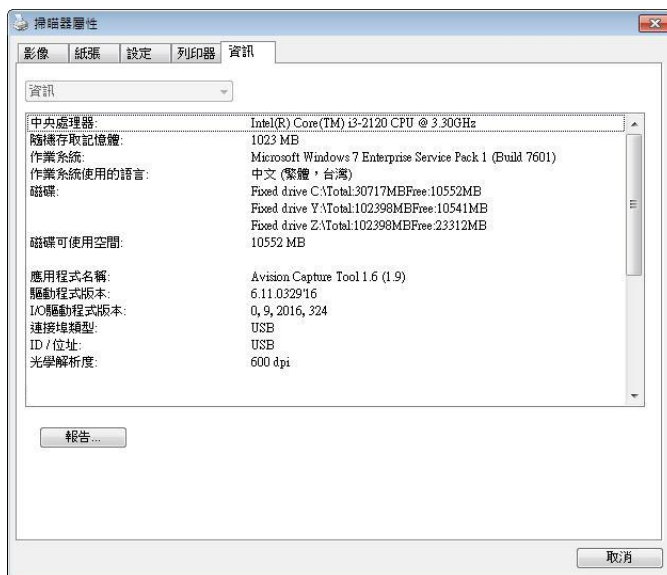 掃瞄器屬性
影像 紙張 設定 列印器 資訊
資訊
中央處理器: Intel(R) Core(TM) i3-2120 CPU @ 3.30GHz
隨機存取記憶體: 1023 MB
作業系統: Microsoft Windows 7 Enterprise Service Pack 1 (Build 7601)
作業系統使用的語言: 中文 (繁體，台灣)
磁碟: Fixed drive C:\Total:30717MBFree:10552MB
Fixed drive Y:\Total:102398MBFree:10541MB
Fixed drive Z:\Total:102398MBFree:23312MB
磁碟可使用空間: 10552 MB
應用程式名稱: Avision Capture Tool 1.6 (1.9)
驅動程式版本: 6.11.0329'16
I/O驅動程式版本: 0, 9, 2016, 324
連接埠類型: USB
ID / 位址: USB
光學解析度: 600 dpi
報告...
取消